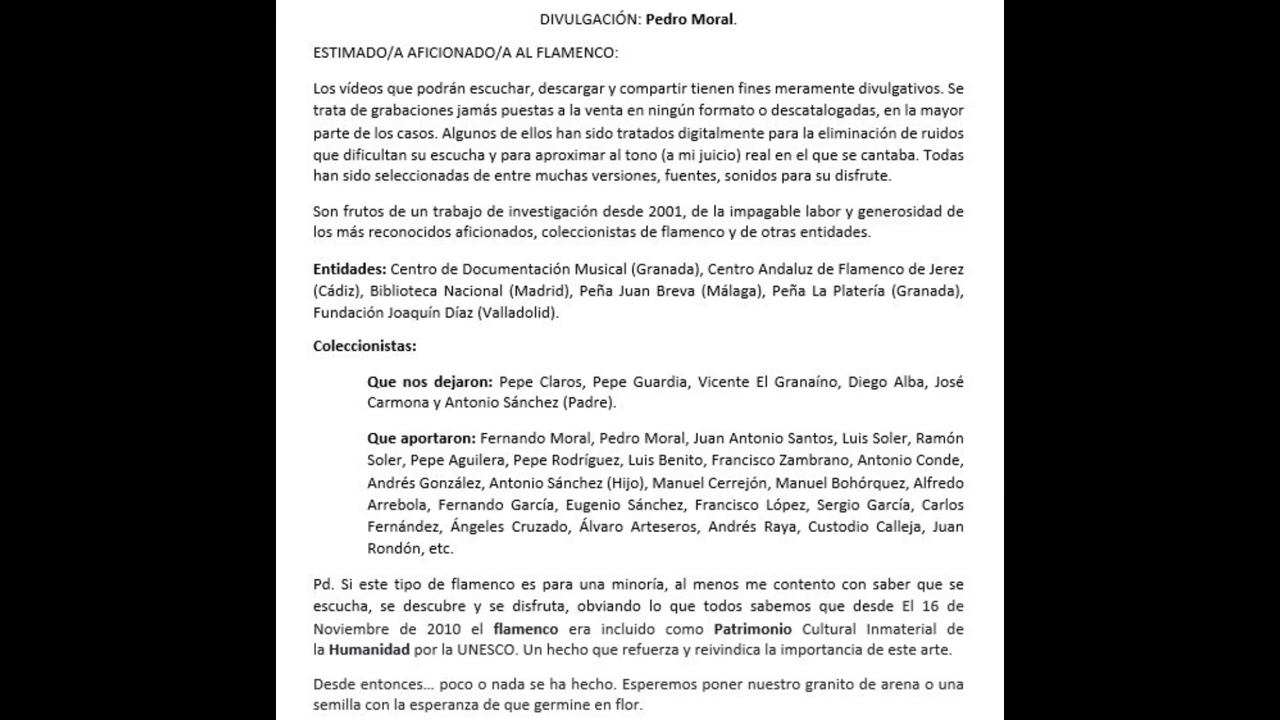 DIVULGACIÓN: Pedro Moral.
ESTIMADO/A AFICIONADO/A AL FLAMENCO:
Los vídeos que podrán escuchar, descargar y compartir tienen fines meramente divulgativos. Se
trata de grabaciones jamás puestas a la venta en ningún formato o descatalogadas, en la mayor
parte de los casos. Algunos de ellos han sido tratados digitalmente para la eliminación de ruidos
que dificultan su escucha y para aproximar al tono (a mi juicio) real en el que se cantaba. Todas
han sido seleccionadas de entre muchas versiones, fuentes, sonidos para su disfrute.
Son frutos de un trabajo de investigación desde 2001, de la impagable labor y generosidad de
los más reconocidos aficionados, coleccionistas de flamenco y de otras entidades.
Entidades: Centro de Documentación Musical (Granada), Centro Andaluz de Flamenco de Jerez
(Cádiz), Biblioteca Nacional (Madrid), Peña Juan Breva (Málaga), Peña La Platería (Granada),
Fundación Joaquín Díaz (Valladolid).
Coleccionistas:
Que nos dejaron: Pepe Claros, Pepe Guardia, Vicente El Granaíno, Diego Alba, José
Carmona y Antonio Sánchez (Padre).
Que aportaron: Fernando Moral, Pedro Moral, Juan Antonio Santos, Luis Soler, Ramón
Soler, Pepe Aguilera, Pepe Rodríguez, Luis Benito, Francisco Zambrano, Antonio Conde,
Andrés González, Antonio Sánchez (Hijo), Manuel Cerrejón, Manuel Bohórquez, Alfredo
Arrebola, Fernando García, Eugenio Sánchez, Francisco López, Sergio García, Carlos
Fernández, Ángeles Cruzado, Álvaro Arteseros, Andrés Raya, Custodio Calleja, Juan
Rondón, etc.
Pd. Si este tipo de flamenco es para una minoría, al menos me contento con saber que se
escucha, se descubre y se disfruta, obviando lo que todos sabemos que desde El 16 de
Noviembre de 2010 el flamenco era incluido como Patrimonio Cultural Inmaterial de
la Humanidad por la UNESCO. Un hecho que refuerza y reivindica la importancia de este arte.
Desde entonces... poco o nada se ha hecho. Esperemos poner nuestro granito de arena o una
semilla con la esperanza de que germine en flor.